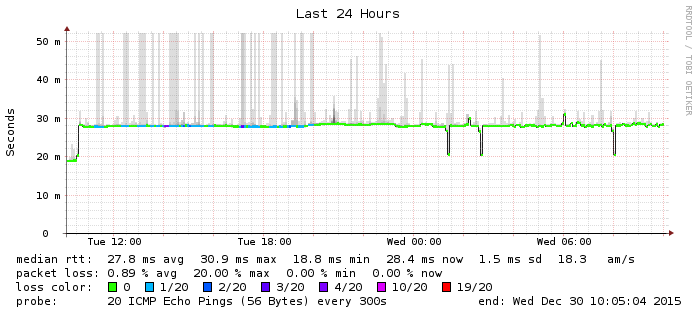 Last 24 Hours
RRDTOOL / TOBI OETIKER
Seconds
50 m
40 m
30 m
20 m
10 m
0
Tue 12:00 Tue 18:00 Wed 00:00 Wed 06:00
median rtt: 27.8 ms avg 30.9 ms max 18.8 ms min 28.4 ms now 1.5 ms sd 18.3 am/s
packet loss: 0.89 % avg 20.00 % max 0.00 % min 0.00 % now
loss color: 0 1/20 2/20 3/20 4/20 10/20 19/20
probe: 20 ICMP Echo Pings (56 Bytes) every 300s end: Wed Dec 30 10:05:04 2015